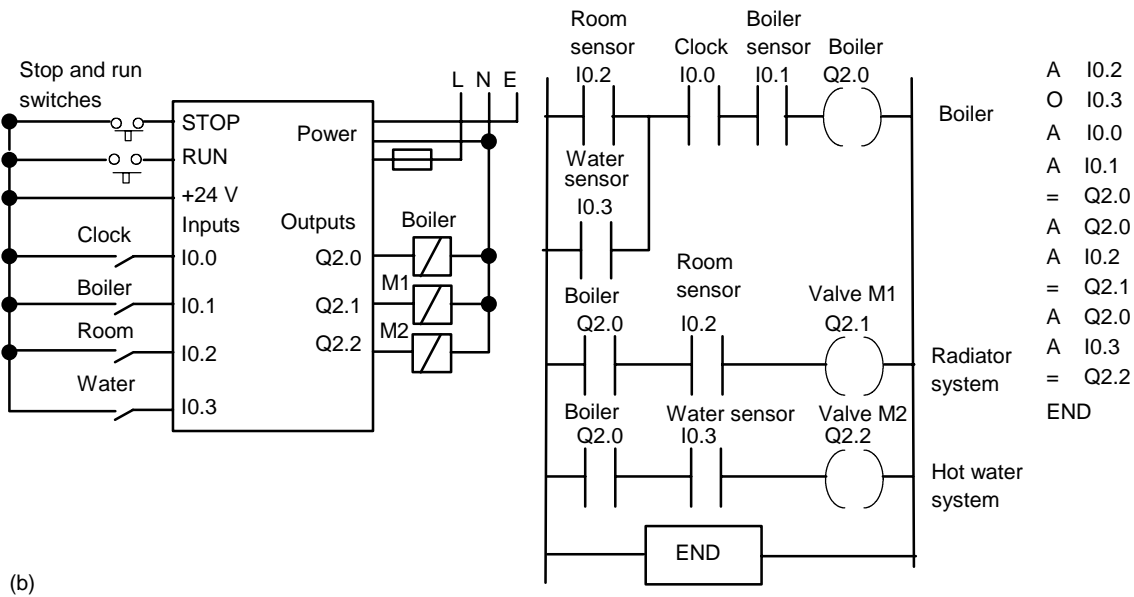 Stop and run
switches
L N E
STOP
RUN
+24 V
Power
Inputs
Outputs
Clock
I0.0
Boiler
I0.1
Room
I0.2
Water
I0.3
Boiler
Q2.0
M1
Q2.1
M2
Q2.2
Room
sensor
I0.2
Clock
I0.0
Boiler
sensor
I0.1
Boiler
Q2.0
Boiler
Water
sensor
I0.3
Boiler
Q2.0
Room
sensor
I0.2
Valve M1
Q2.1
Radiator
system
Boiler
Q2.0
Water sensor
I0.3
Valve M2
Q2.2
Hot water
system
END
A I0.2
O I0.3
A I0.0
A I0.1
= Q2.0
A Q2.0
A I0.2
= Q2.1
A Q2.0
A I0.3
= Q2.2
END
(b)